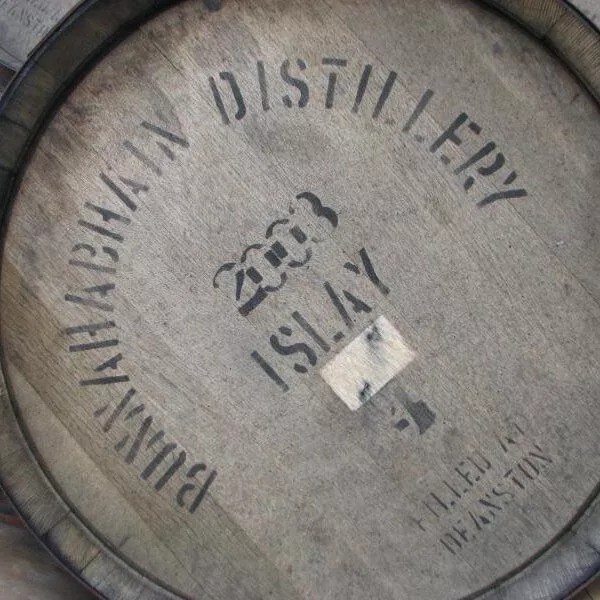 BUNNAHABHAIN DISTILLERY
2003
ISLAY
FILLED AT
DEANSTON